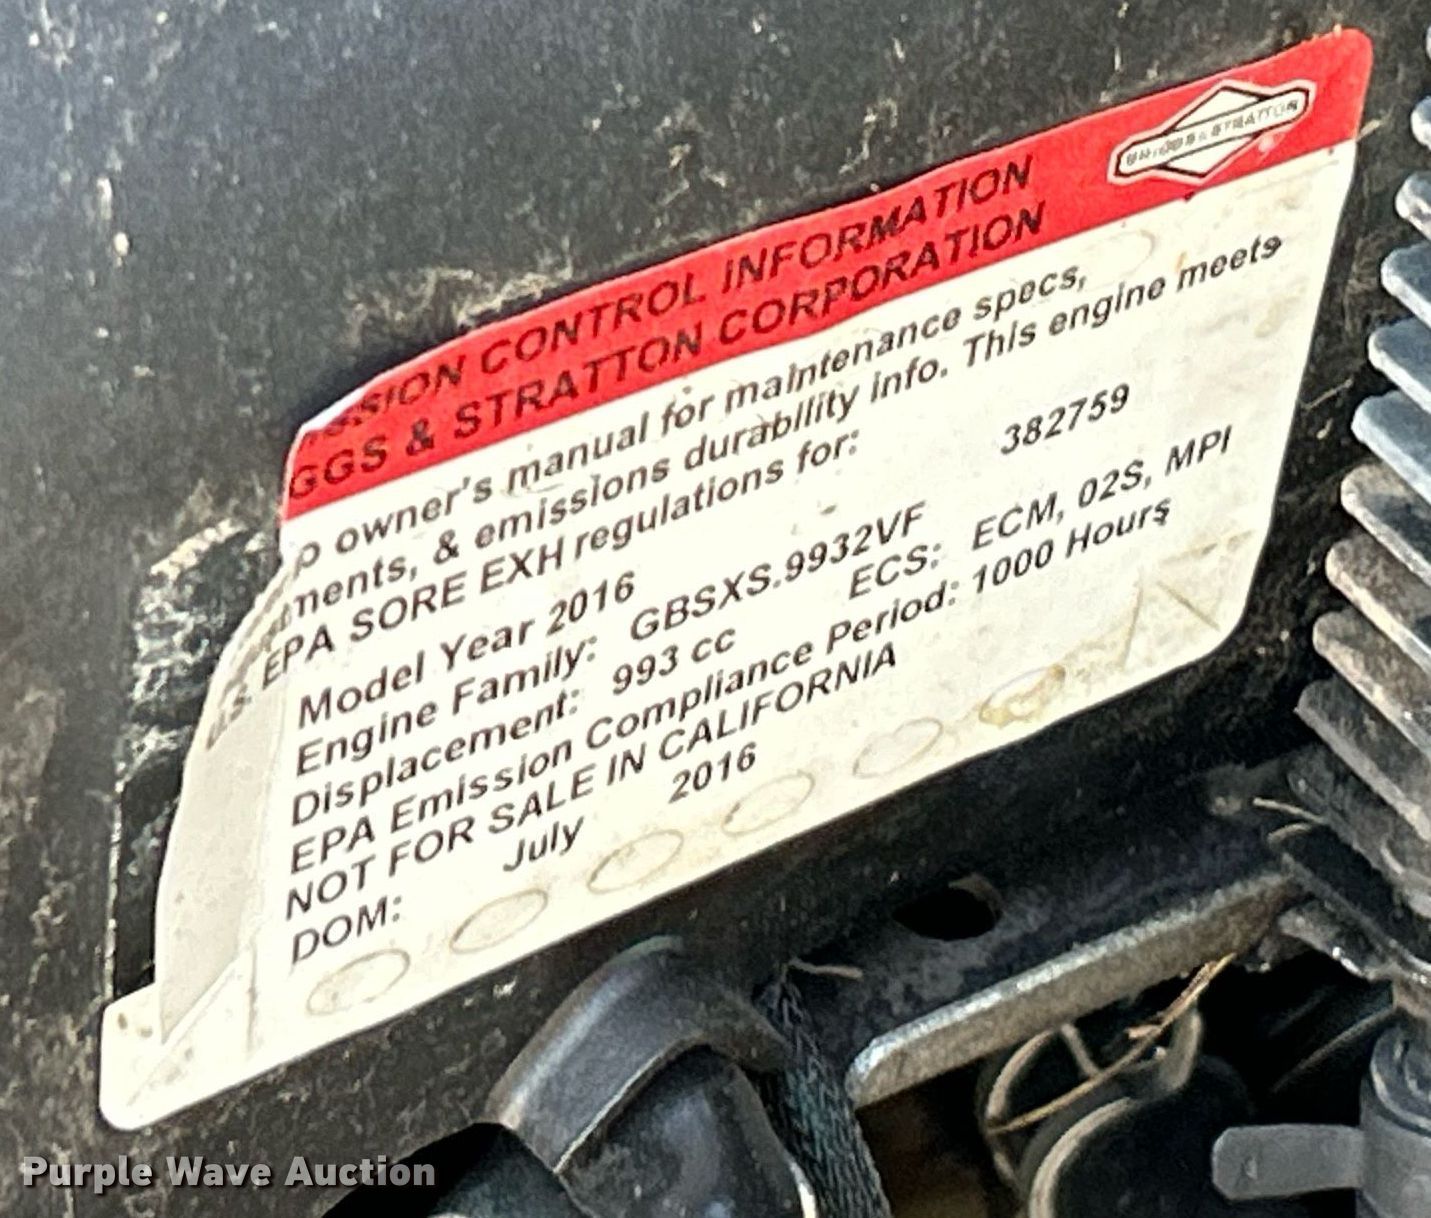 BRIGGS & STRATTON
SSION CONTROL INFORMATION
GGS & STRATTON CORPORATION
p owner's manual for maintenance specs,
ments, & emissions durability info. This engine meets
U.S. EPA SORE EXH regulations for:
382759
Model Year 2016
Engine Family: GBSXS.9932VF
ECS: ECM, 02S, MPI
Displacement: 993 cc
EPA Emission Compliance Period: 1000 Hours
NOT FOR SALE IN CALIFORNIA
DOM: July 2016
Purple Wave Auction